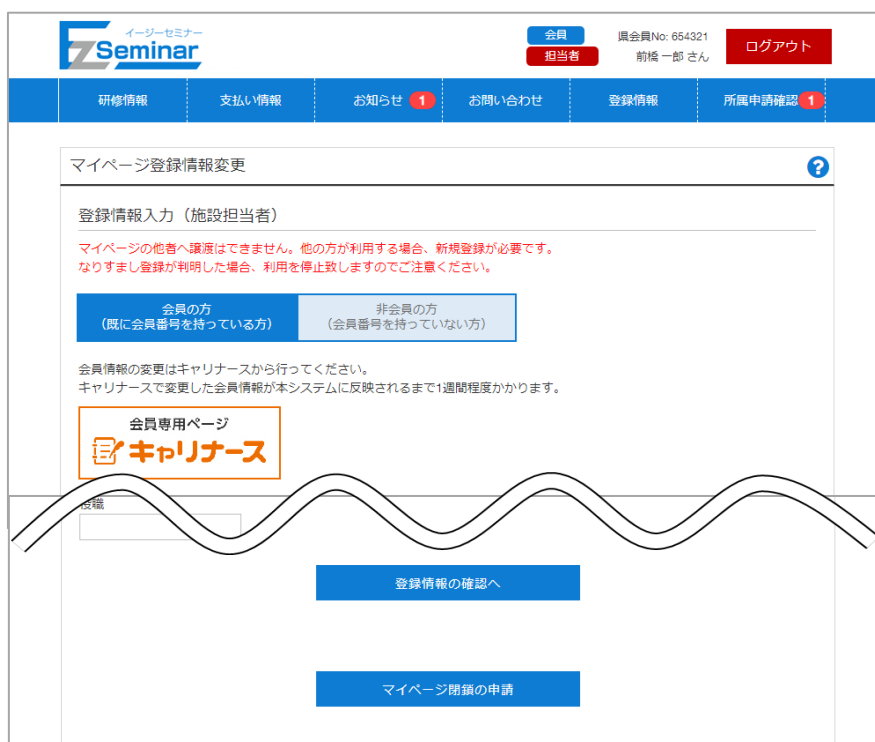 イージーセミナー
EzSeminar
会員
担当者
県会員No: 654321
前橋 一郎 さん
ログアウト
研修情報
支払い情報
お知らせ 1
お問い合わせ
登録情報
所属申請確認 1
マイページ登録情報変更
?
登録情報入力（施設担当者）
マイページの他者へ譲渡はできません。他の方が利用する場合、新規登録が必要です。
なりすまし登録が判明した場合、利用を停止致しますのでご注意ください。
会員の方
（既に会員番号を持っている方）
非会員の方
（会員番号を持っていない方）
会員情報の変更はキャリナースから行ってください。
キャリナースで変更した会員情報が本システムに反映されるまで1週間程度かかります。
会員専用ページ
キャリナース
役職
登録情報の確認へ
マイページ閉鎖の申請